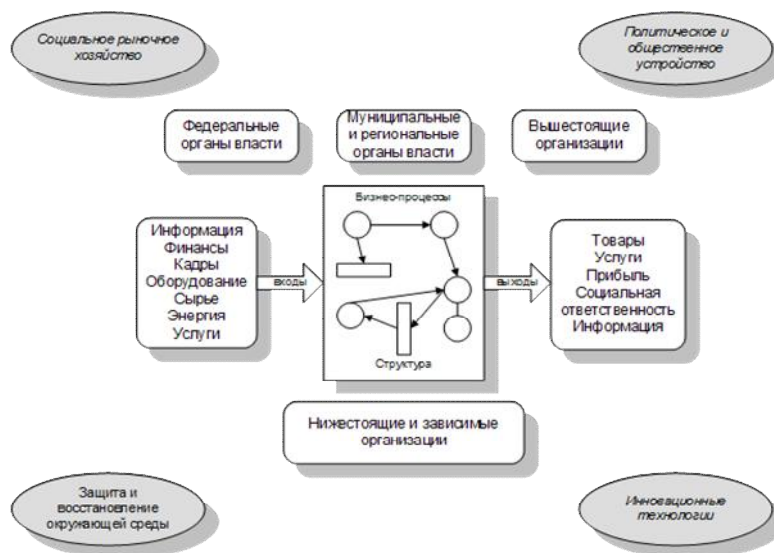 Социальное рыночное
хозяйство
Политическое и
общественное
устройство
Федеральные
органы власти
Муниципальные
и региональные
органы власти
Вышестоящие
организации
Бизнес-процессы
Информация
Финансы
Кадры
Оборудование
Сырье
Энергия
Услуги
входы
выходы
Товары
Услуги
Прибыль
Социальная
ответственность
Информация
Структура
Нижестоящие и зависимые
организации
Защита и
восстановление
окружающей среды
Инновационные
технологии